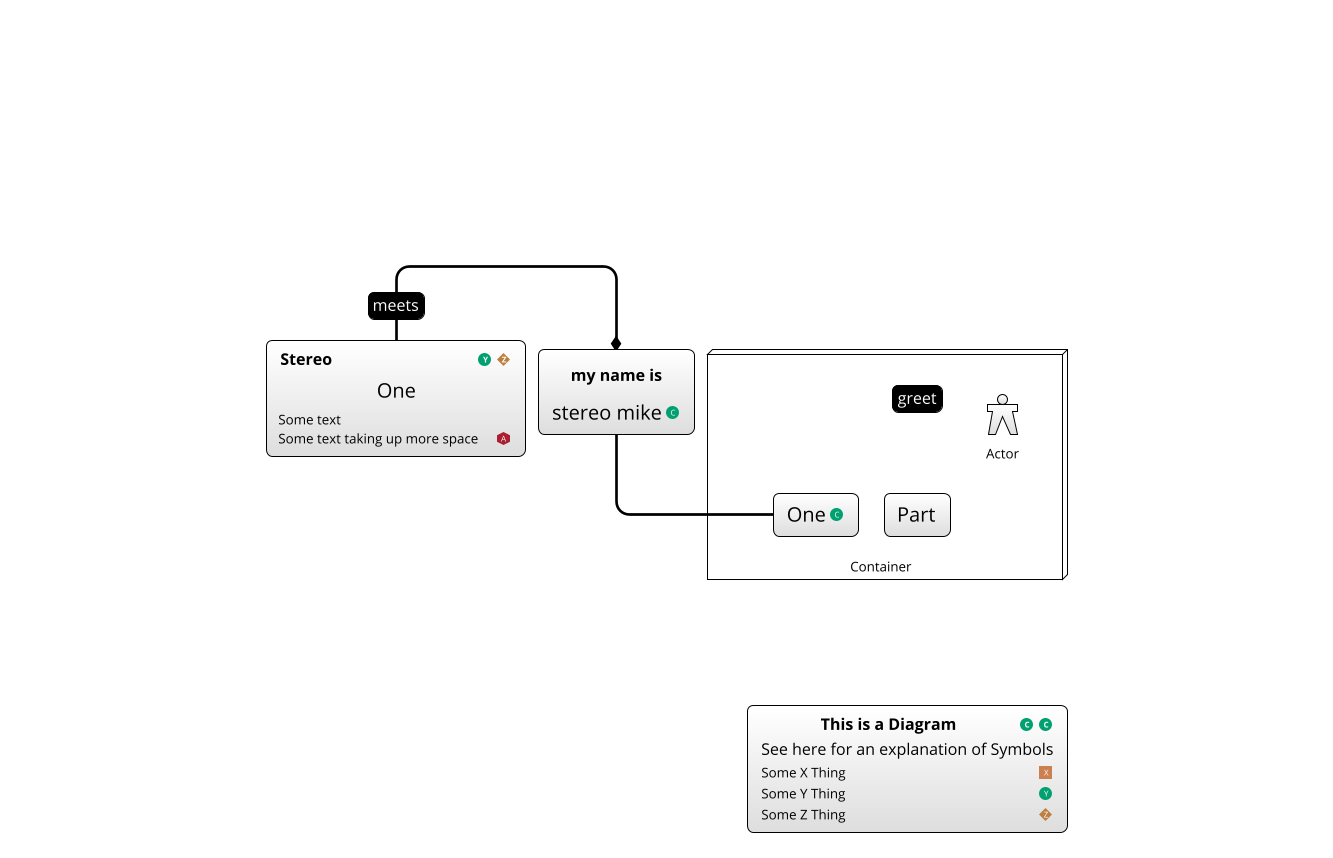 meets
Stereo Y Z
One
Some text
Some text taking up more space A
my name is
stereo mike C
greet
Actor
One C
Part
Container
This is a Diagram C C
See here for an explanation of Symbols
Some X Thing X
Some Y Thing Y
Some Z Thing Z